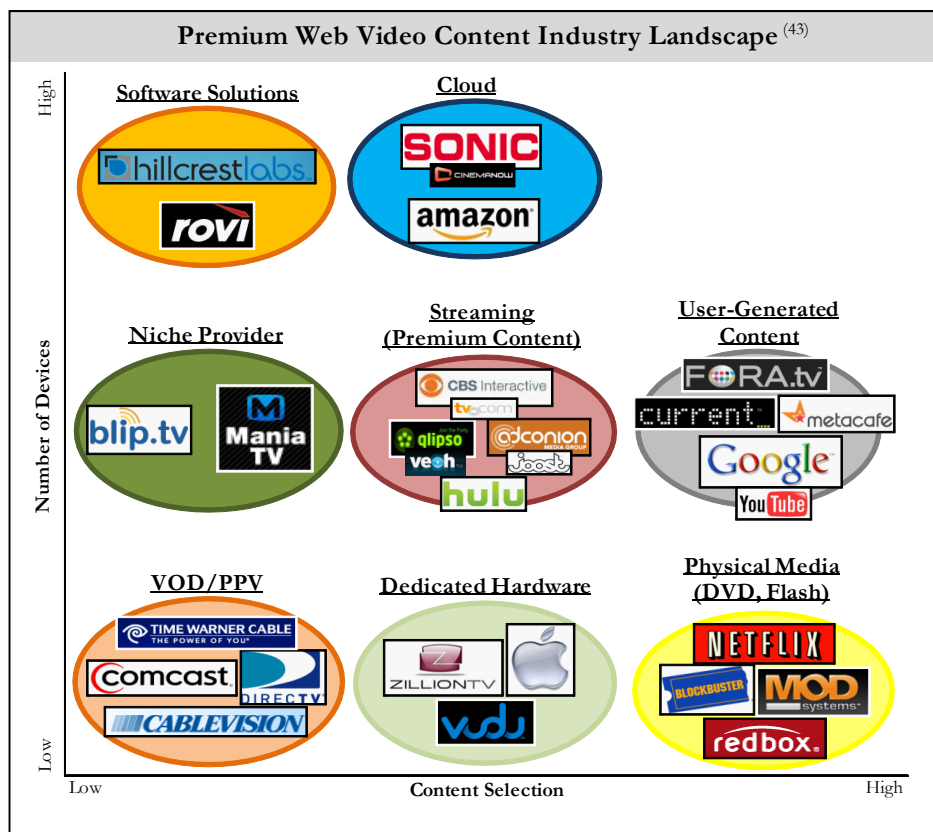 Premium Web Video Content Industry Landscape (43)
High
Number of Devices
Low
Software Solutions
hillcrestlabs
rovi
Cloud
SONIC
CINEMANOW
amazon
Niche Provider
blip.tv
Mania
TV
Streaming
(Premium Content)
CBS Interactive
tv.com
Join the Party
qlipso
adconion
MEDIA GROUP
veoh
Joost
hulu
User-Generated
Content
FORA.tv
current
metacafe
Google
YouTube
VOD/PPV
TIME WARNER CABLE
THE POWER OF YOU
comcast
DIRECTV
CABLEVISION
Dedicated Hardware
ZILLIONTV
vudu
Physical Media
(DVD, Flash)
NETFLIX
BLOCKBUSTER
MOD
systems
redbox
Low
Content Selection
High